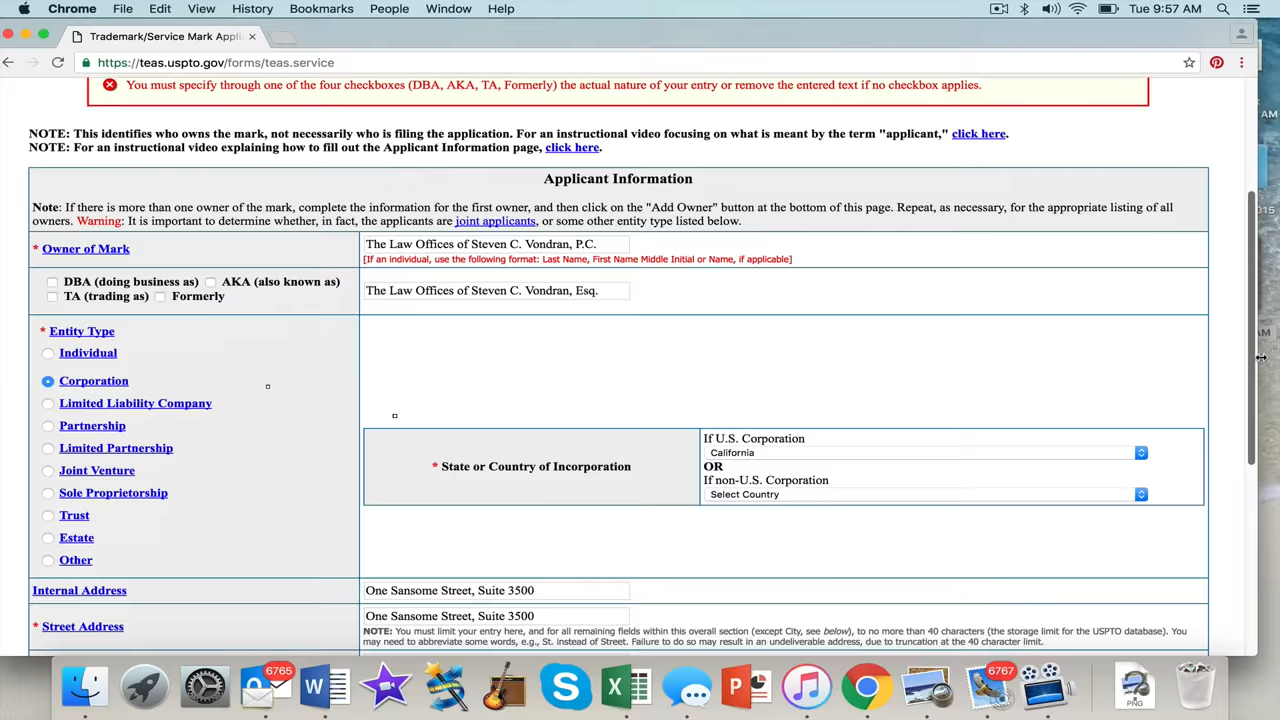 Chrome File Edit View History Bookmarks People Window Help Tue 9:57 AM
Trademark/Service Mark Appli
https://teas.uspto.gov/forms/teas.service
You must specify through one of the four checkboxes (DBA, AKA, TA, Formerly) the actual nature of your entry or remove the entered text if no checkbox applies.
NOTE: This identifies who owns the mark, not necessarily who is filing the application. For an instructional video focusing on what is meant by the term "applicant," click here.
NOTE: For an instructional video explaining how to fill out the Applicant Information page, click here.
Applicant Information
Note: If there is more than one owner of the mark, complete the information for the first owner, and then click on the "Add Owner" button at the bottom of this page. Repeat, as necessary, for the appropriate listing of all
owners. Warning: It is important to determine whether, in fact, the applicants are joint applicants, or some other entity type listed below.
* Owner of Mark
The Law Offices of Steven C. Vondran, P.C.
[If an individual, use the following format: Last Name, First Name Middle Initial or Name, if applicable]
DBA (doing business as) AKA (also known as)
TA (trading as) Formerly
The Law Offices of Steven C. Vondran, Esq.
* Entity Type
Individual
Corporation
Limited Liability Company
Partnership
Limited Partnership
Joint Venture
Sole Proprietorship
Trust
Estate
Other
* State or Country of Incorporation
If U.S. Corporation
California
OR
If non-U.S. Corporation
Select Country
Internal Address
One Sansome Street, Suite 3500
* Street Address
One Sansome Street, Suite 3500
NOTE: You must limit your entry here, and for all remaining fields within this overall section (except City, see below), to no more than 40 characters (the storage limit for the USPTO database). You
may need to abbreviate some words, e.g., St. instead of Street. Failure to do so may result in an undeliverable address, due to truncation at the 40 character limit.
AM
2015
AM
6765
6767
PNG